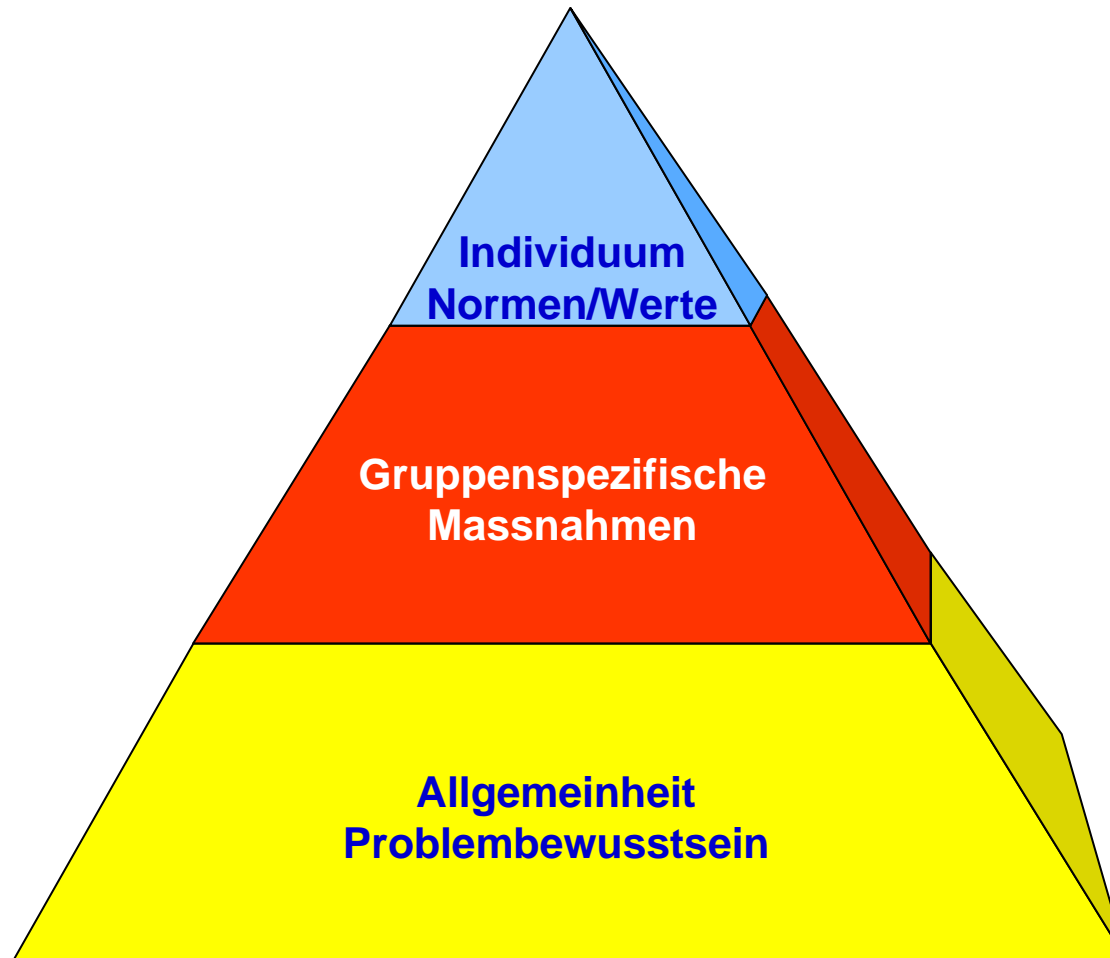 Individuum
Normen/Werte
Gruppenspezifische
Massnahmen
Allgemeinheit
Problembewusstsein